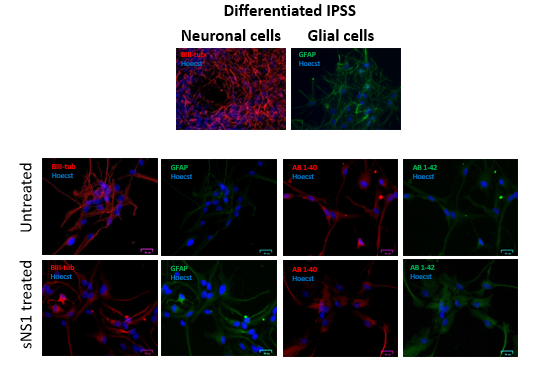 Differentiated IPSS
Neuronal cells Glial cells
BIII-tub GFAP
Hoecst Hoecst
Untreated
BIII-tub GFAP AB 1-40 AB 1-42
Hoecst Hoecst Hoecst Hoecst
sNS1 treated
BIII-tub GFAP AB 1-40 AB 1-42
Hoecst Hoecst Hoecst Hoecst